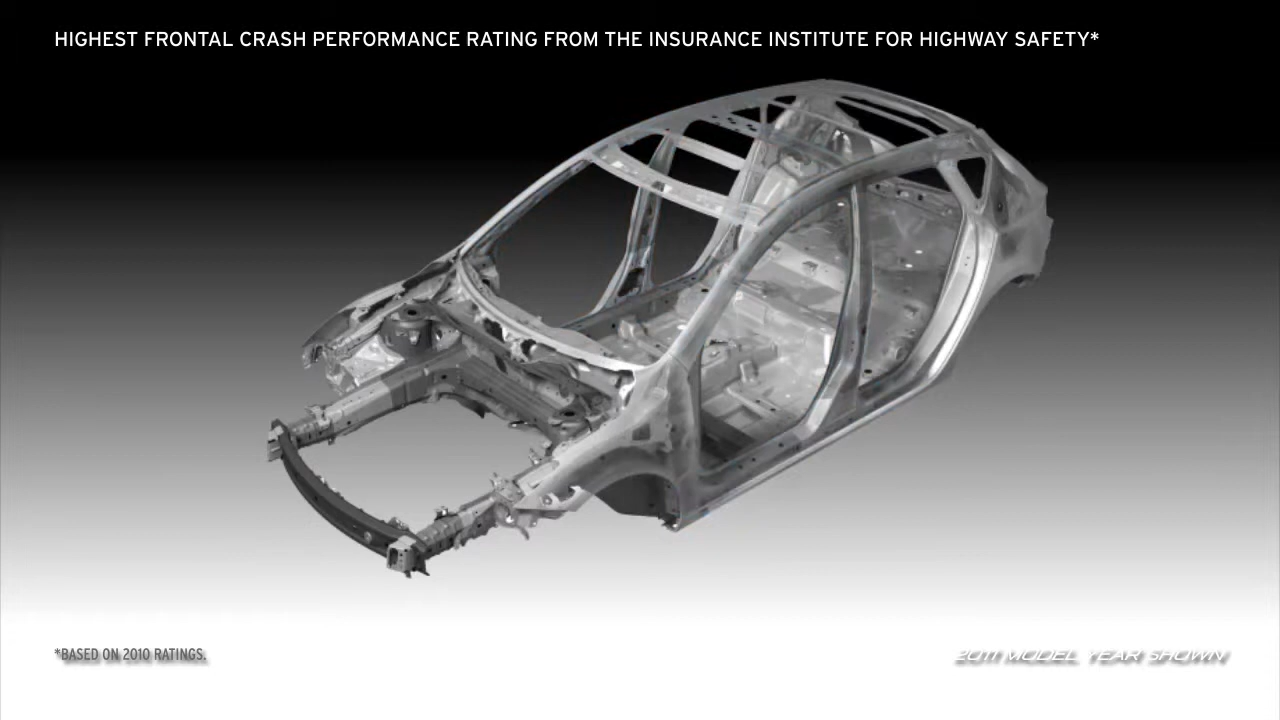 HIGHEST FRONTAL CRASH PERFORMANCE RATING FROM THE INSURANCE INSTITUTE FOR HIGHWAY SAFETY*
*BASED ON 2010 RATINGS.
2011 MODEL YEAR SHOWN